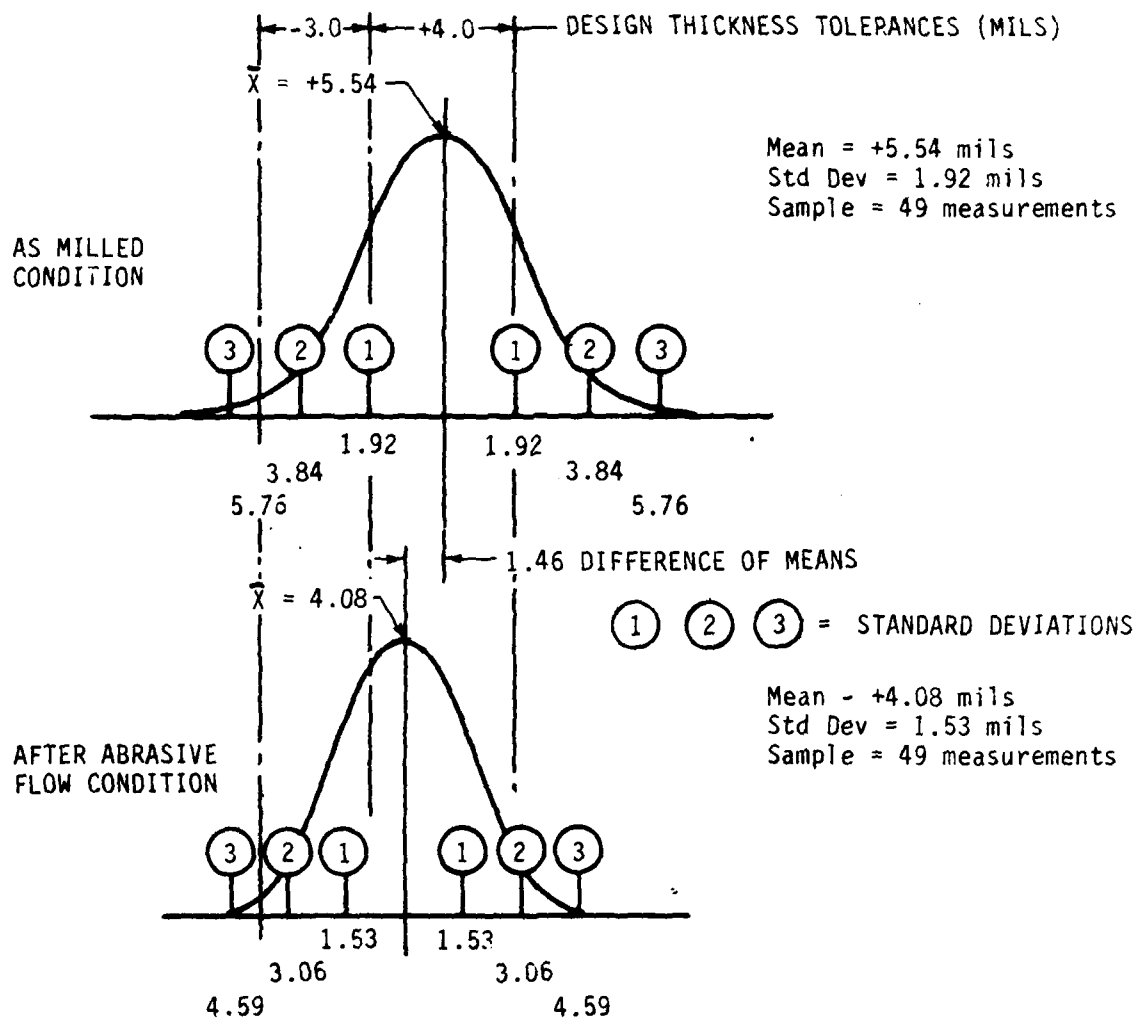 -3.0 +4.0 DESIGN THICKNESS TOLERANCES (MILS)
X̄ = +5.54
Mean = +5.54 mils
Std Dev = 1.92 mils
Sample = 49 measurements
AS MILLED
CONDITION
3 2 1 1 2 3
1.92 1.92
3.84 3.84
5.76 5.76
1.46 DIFFERENCE OF MEANS
X̄ = 4.08
1 2 3 = STANDARD DEVIATIONS
Mean - +4.08 mils
Std Dev = 1.53 mils
Sample = 49 measurements
AFTER ABRASIVE
FLOW CONDITION
3 2 1 1 2 3
1.53 1.53
3.06 3.06
4.59 4.59